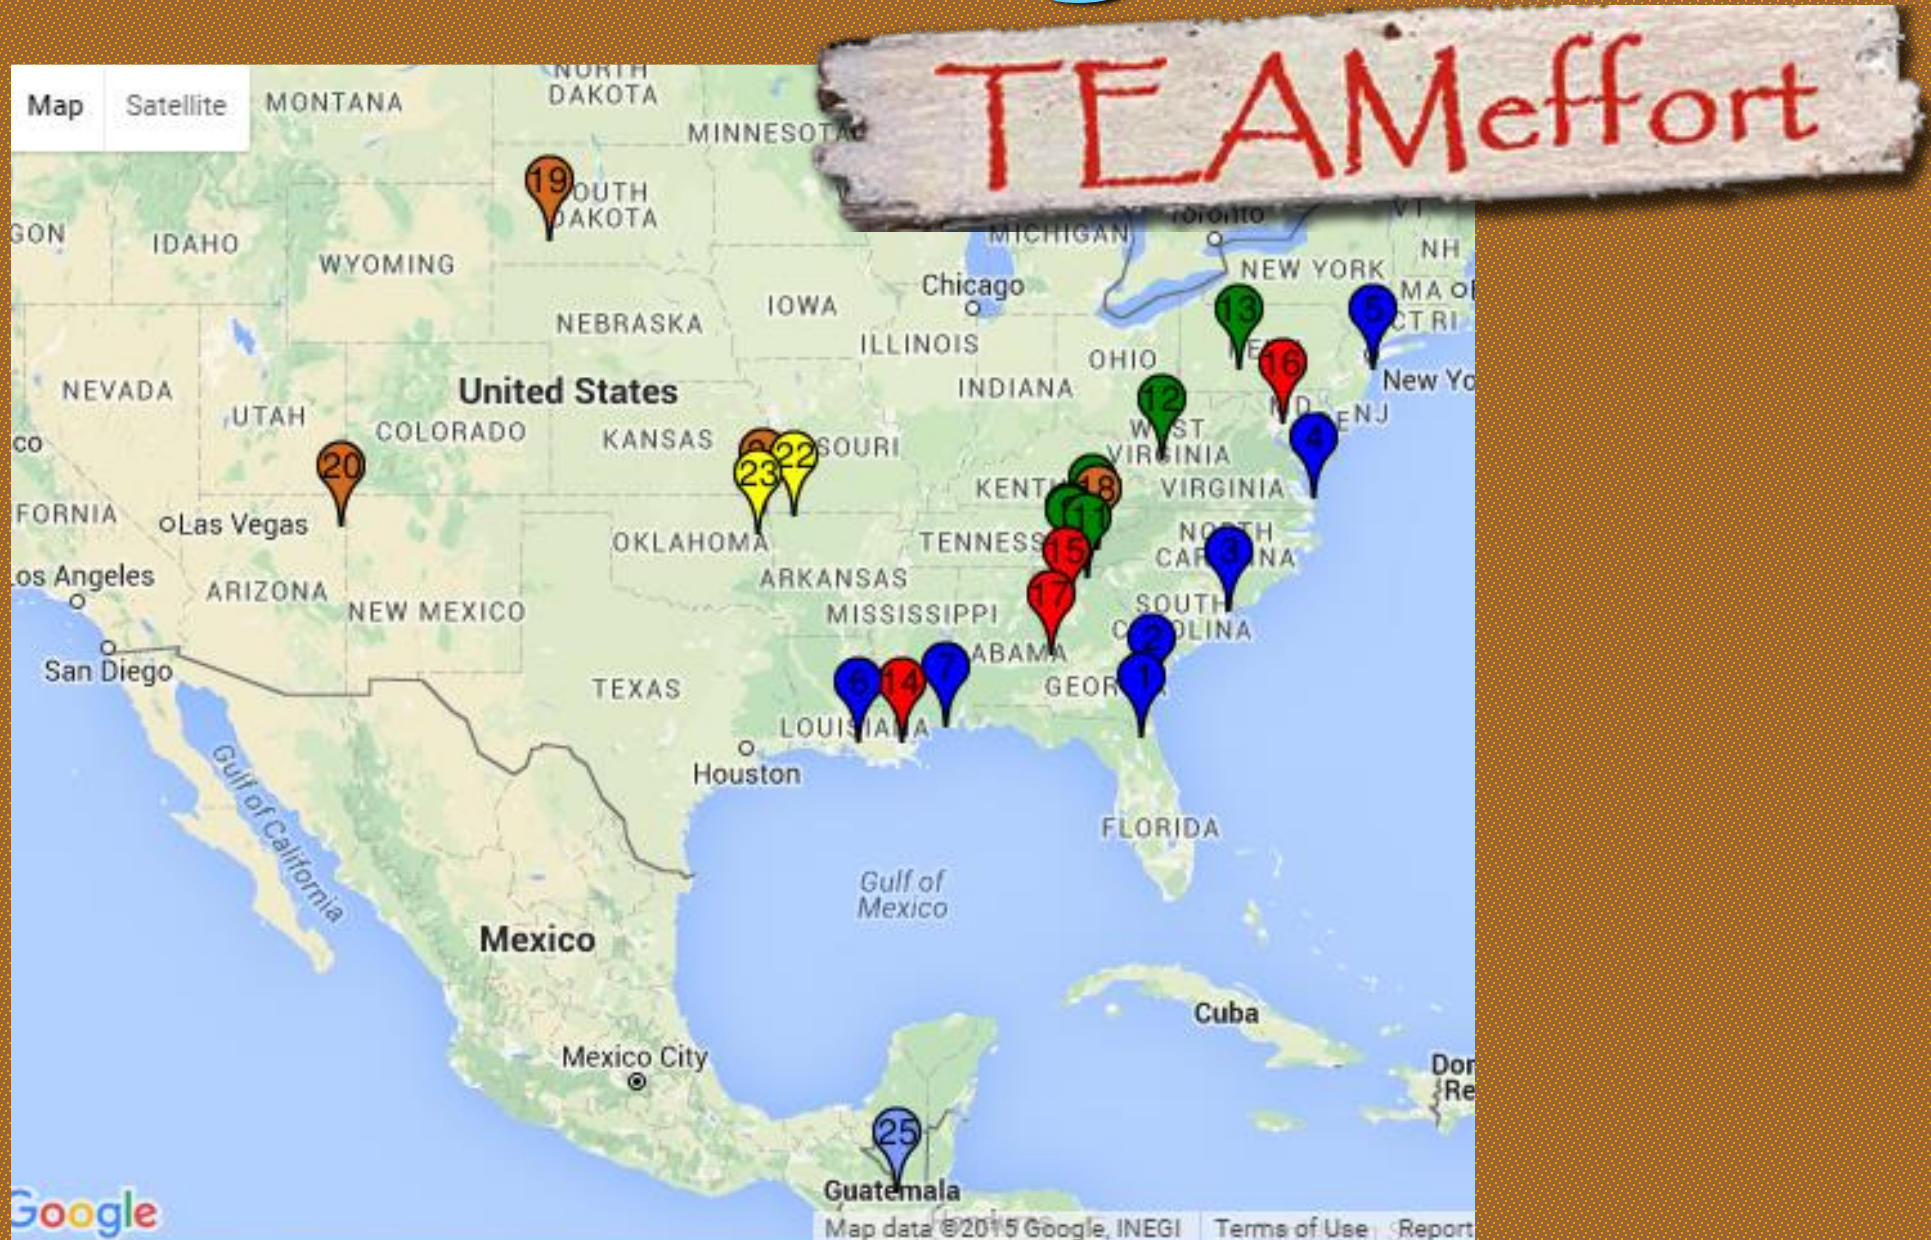 TEAMeffort
Map
Satellite
MONTANA
NORTH
DAKOTA
MINNESOTA
19
DAKOTA
IDAHO
WYOMING
Toronto
MICHIGAN
VT
NH
Chicago
NEW YORK
MA
IOWA
NEBRASKA
ILLINOIS
13
5
CT RI
OHIO
16
NEVADA
United States
INDIANA
New Yo
UTAH
COLORADO
KANSAS
12
WEST
VIRGINIA
NJ
4
20
22
23
18
VIRGINIA
Las Vegas
11
OKLAHOMA
15
NORTH
CAROLINA
3
Los Angeles
ARIZONA
ARKANSAS
NEW MEXICO
MISSISSIPPI
17
SOUTH
CAROLINA
2
San Diego
TEXAS
6
14
7
1
LOUISIANA
Houston
Gulf of California
FLORIDA
Gulf of
Mexico
Mexico
Cuba
Mexico City
25
Guatemala
Google
Map data ©2015 Google, INEGI
Terms of Use
Report